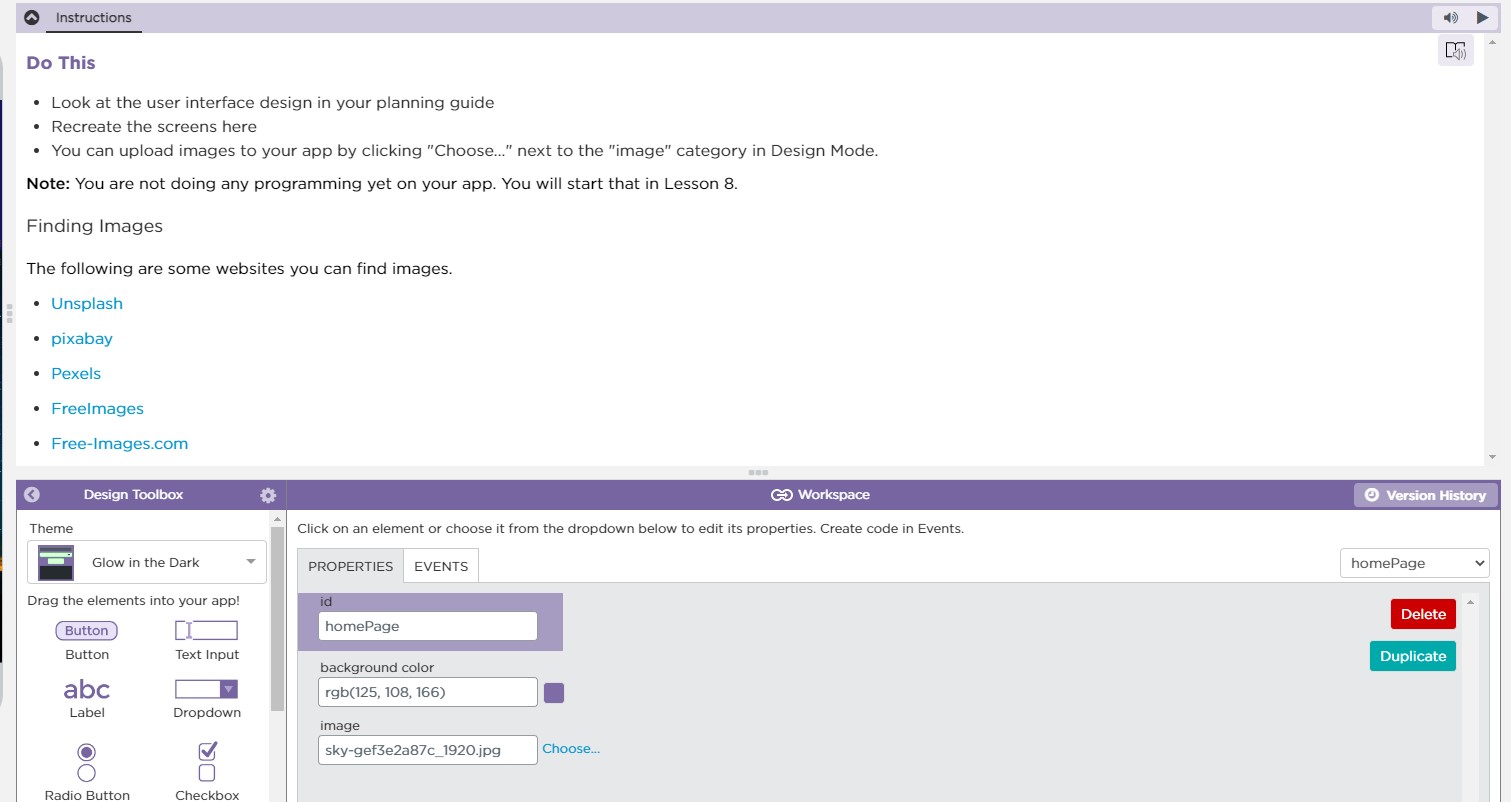 Instructions
Do This
Look at the user interface design in your planning guide
Recreate the screens here
You can upload images to your app by clicking "Choose..." next to the "image" category in Design Mode.
Note: You are not doing any programming yet on your app. You will start that in Lesson 8.
Finding Images
The following are some websites you can find images.
Unsplash
pixabay
Pexels
FreeImages
Free-Images.com
Design Toolbox
Workspace
Version History
Theme
Glow in the Dark
Drag the elements into your app!
Button
Button
Text Input
abc
Label
Dropdown
Radio Button
Checkbox
Click on an element or choose it from the dropdown below to edit its properties. Create code in Events.
PROPERTIES
EVENTS
homePage
id
homePage
Delete
Duplicate
background color
rgb(125, 108, 166)
image
sky-gef3e2a87c_1920.jpg
Choose...